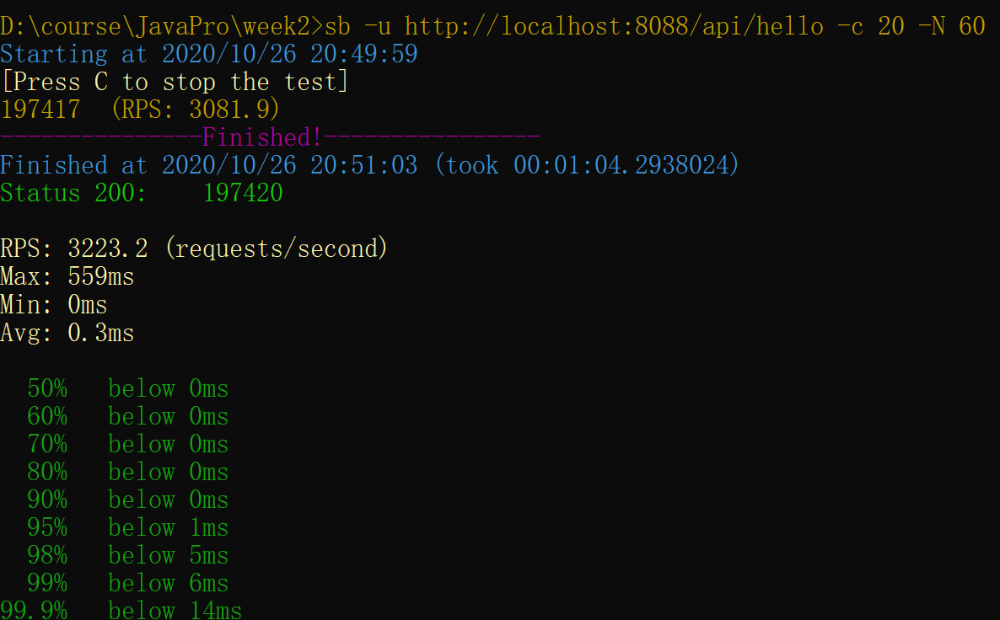 D:\course\JavaPro\week2>sb -u http://localhost:8088/api/hello -c 20 -N 60
Starting at 2020/10/26 20:49:59
[Press C to stop the test]
197417  (RPS: 3081.9)
---------------Finished!----------------
Finished at 2020/10/26 20:51:03 (took 00:01:04.2938024)
Status 200:    197420

RPS: 3223.2 (requests/second)
Max: 559ms
Min: 0ms
Avg: 0.3ms

  50%   below 0ms
  60%   below 0ms
  70%   below 0ms
  80%   below 0ms
  90%   below 0ms
  95%   below 1ms
  98%   below 5ms
  99%   below 6ms
99.9%   below 14ms